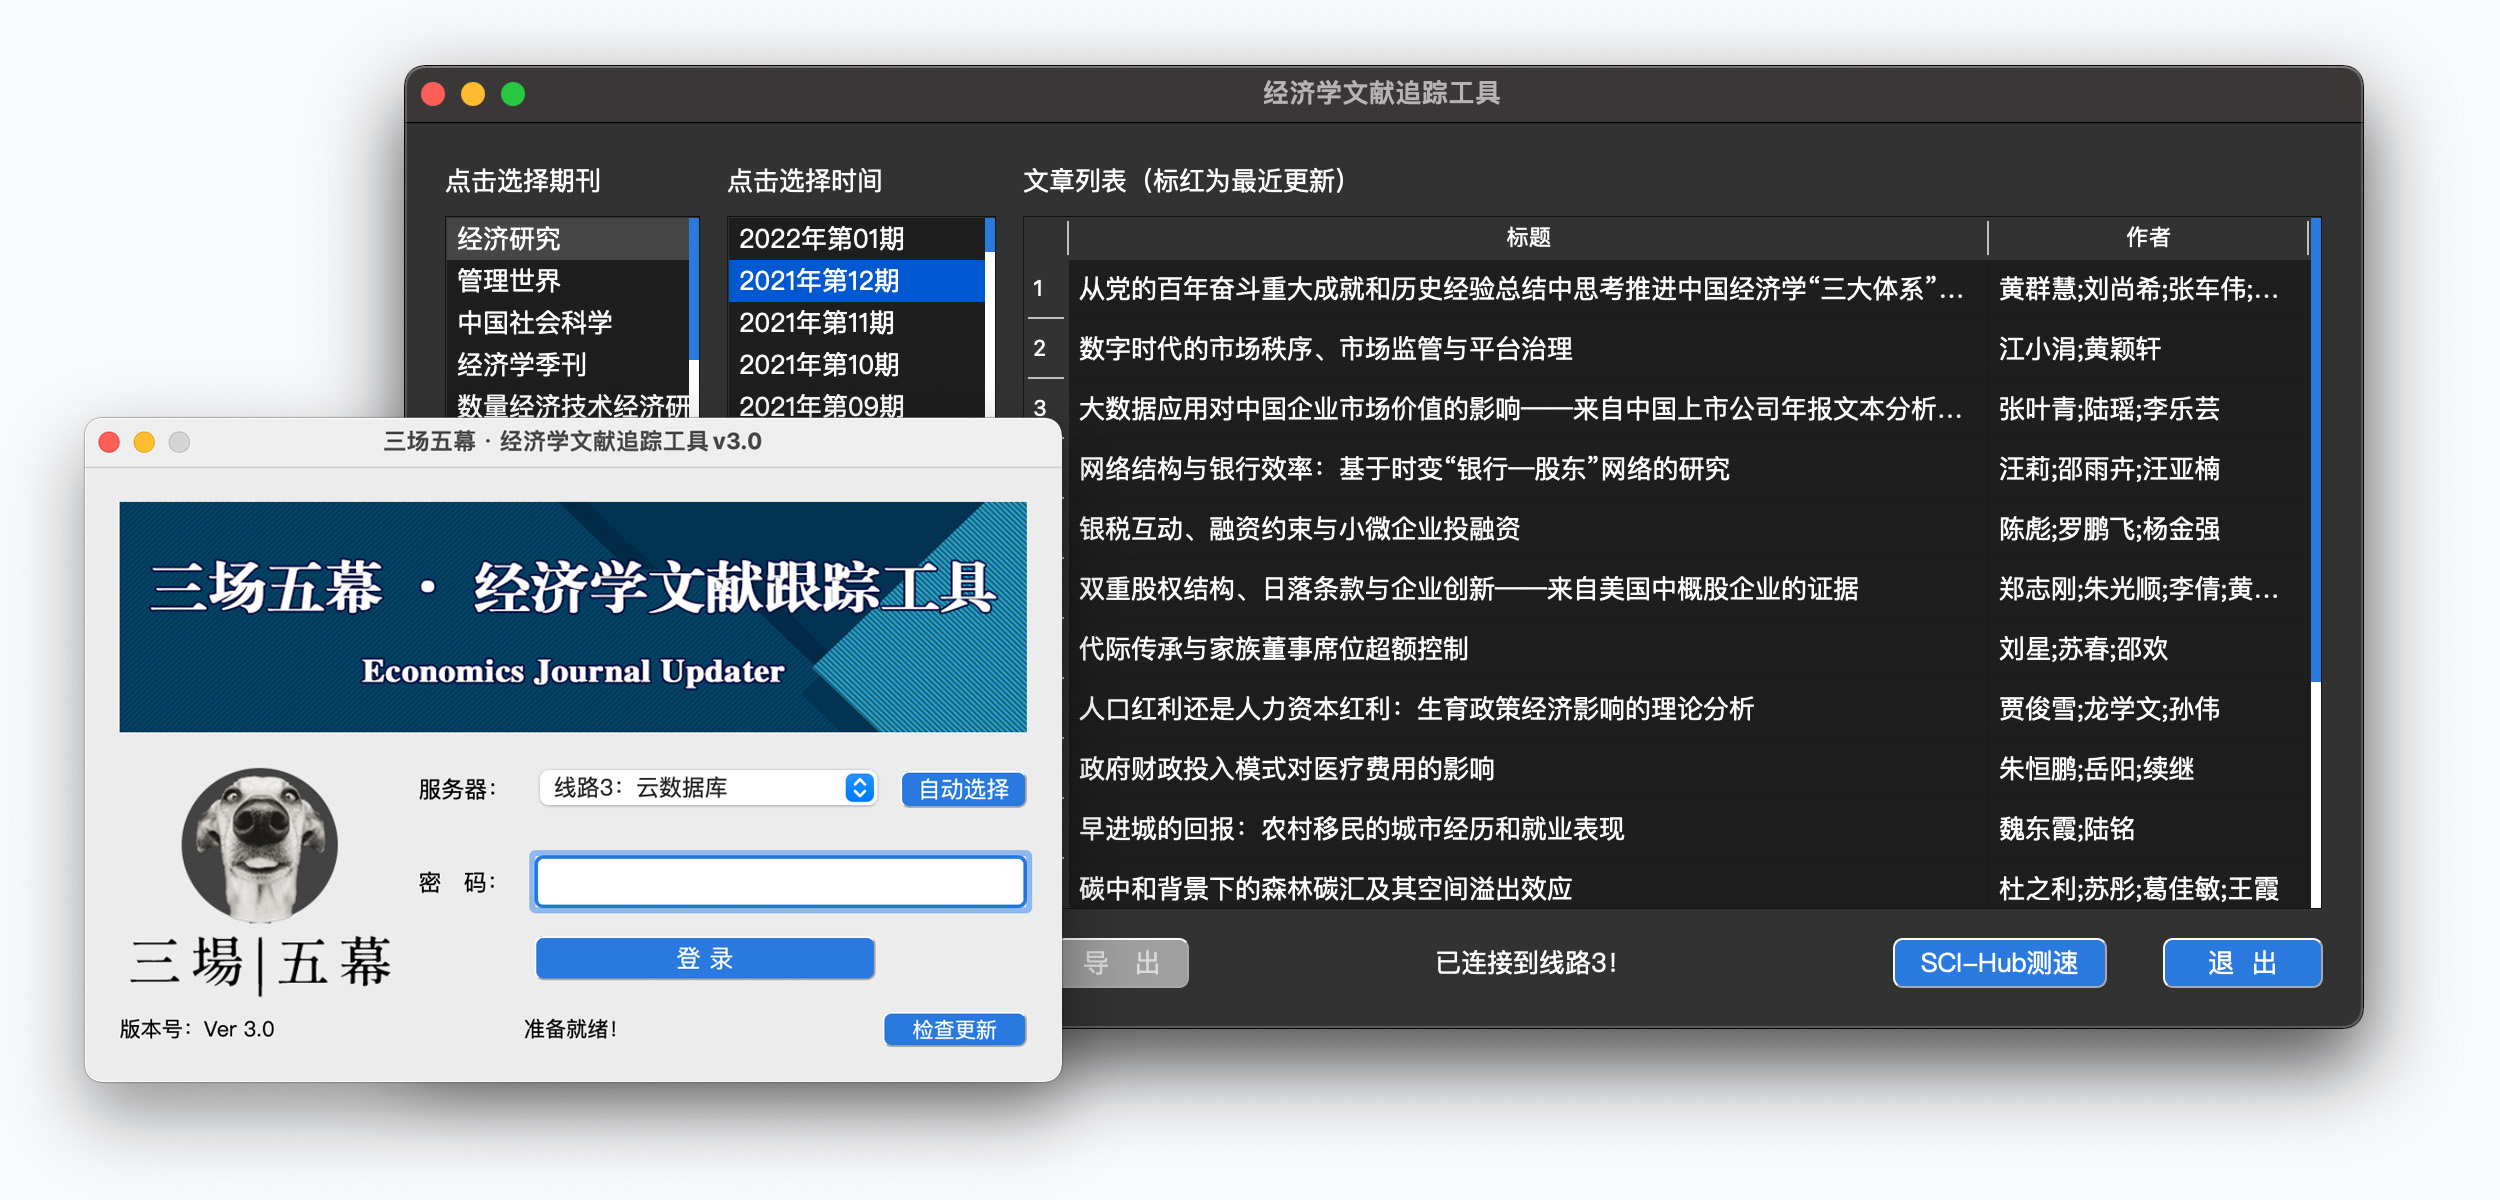 经济学文献追踪工具
点击选择期刊
经济研究
管理世界
中国社会科学
经济学季刊
数量经济技术经济研
点击选择时间
2022年第01期
2021年第12期
2021年第11期
2021年第10期
2021年第09期
文章列表（标红为最近更新）
标题 作者
1 从党的百年奋斗重大成就和历史经验总结中思考推进中国经济学“三大体系”… 黄群慧;刘尚希;张车伟;…
2 数字时代的市场秩序、市场监管与平台治理 江小涓;黄颖轩
3 大数据应用对中国企业市场价值的影响——来自中国上市公司年报文本分析… 张叶青;陆瑶;李乐芸
网络结构与银行效率：基于时变“银行—股东”网络的研究 汪莉;邵雨卉;汪亚楠
银税互动、融资约束与小微企业投融资 陈彪;罗鹏飞;杨金强
双重股权结构、日落条款与企业创新——来自美国中概股企业的证据 郑志刚;朱光顺;李倩;黄…
代际传承与家族董事席位超额控制 刘星;苏春;邵欢
人口红利还是人力资本红利：生育政策经济影响的理论分析 贾俊雪;龙学文;孙伟
政府财政投入模式对医疗费用的影响 朱恒鹏;岳阳;续继
早进城的回报：农村移民的城市经历和就业表现 魏东霞;陆铭
碳中和背景下的森林碳汇及其空间溢出效应 杜之利;苏彤;葛佳敏;王霞
导 出
已连接到线路3！
SCI-Hub测速
退 出
三场五幕 · 经济学文献追踪工具 v3.0
三场五幕 · 经济学文献跟踪工具
Economics Journal Updater
服务器：
线路3：云数据库
自动选择
密 码：
登 录
三場|五幕
版本号：Ver 3.0
准备就绪！
检查更新